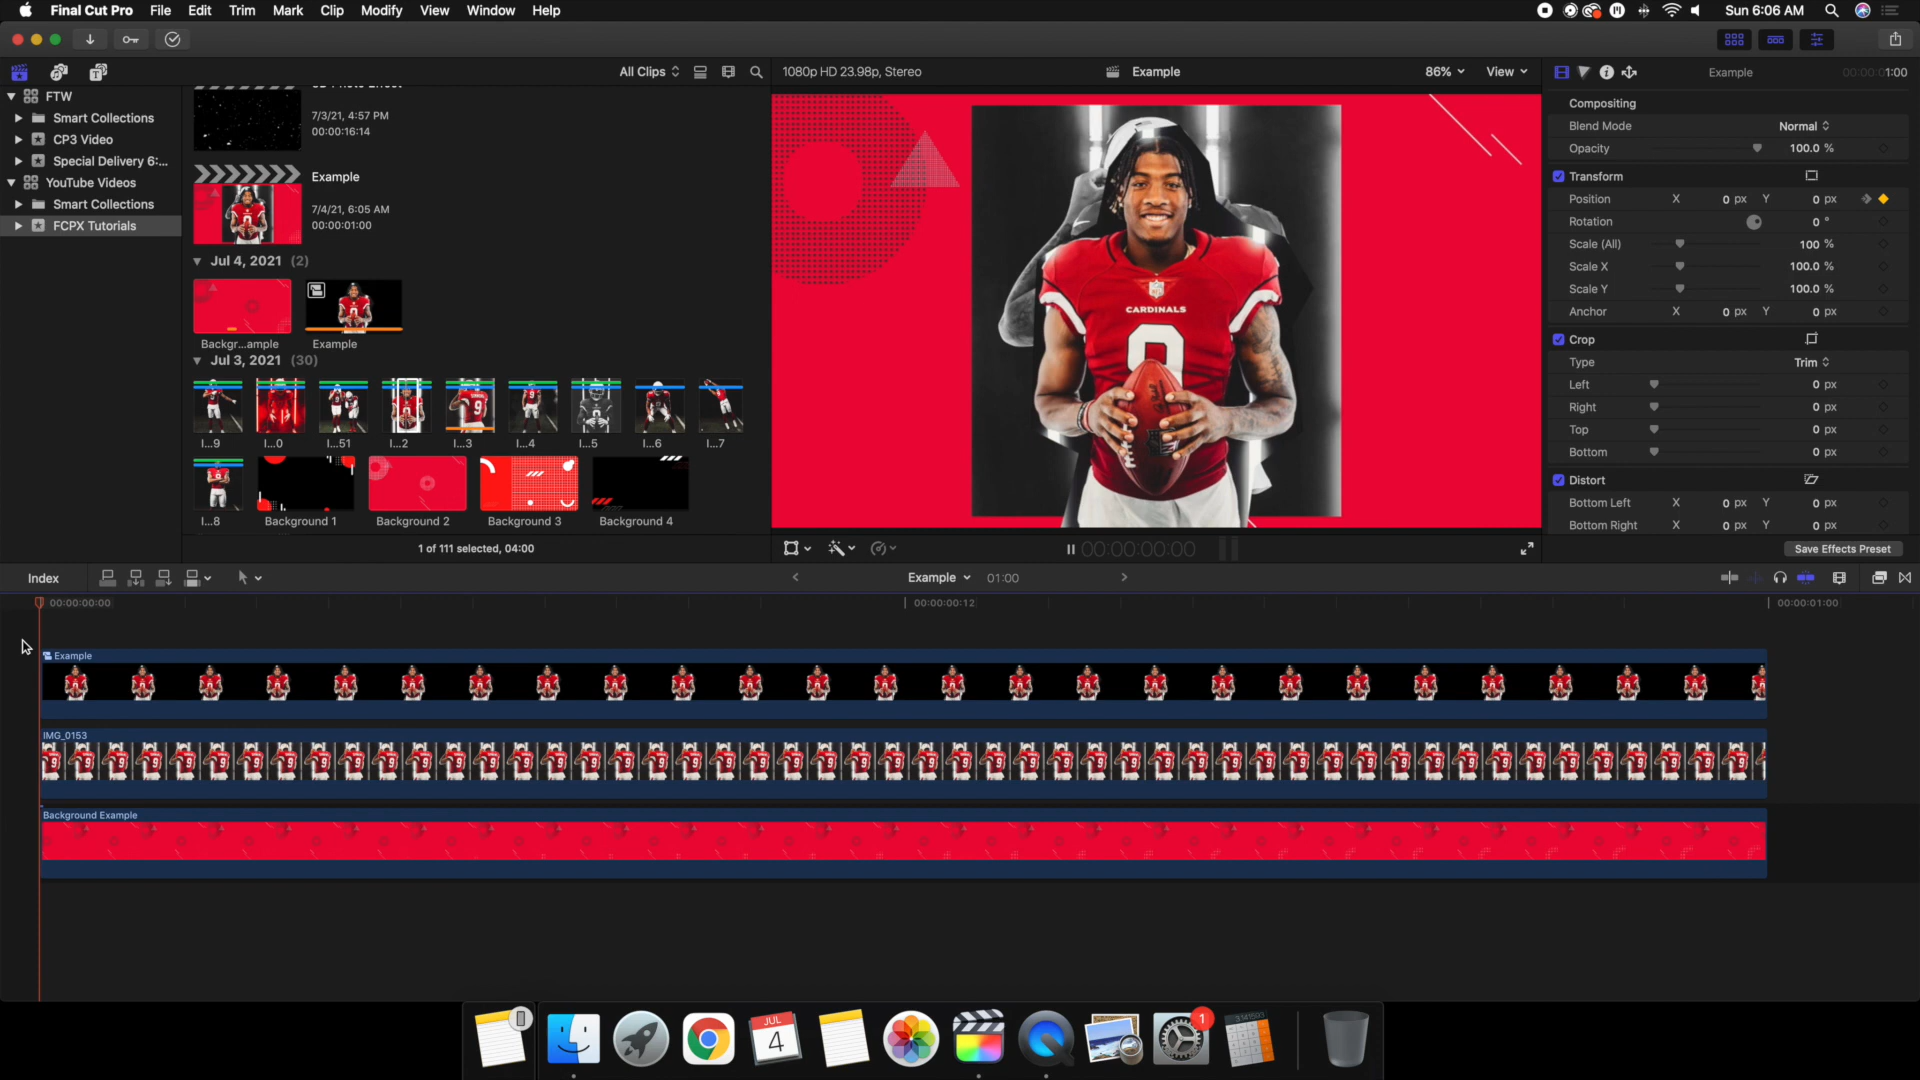 Final Cut Pro File Edit Trim Mark Clip Modify View Window Help
Sun 6:06 AM
All Clips
1080p HD 23.98p, Stereo
Example
86%
View
Example
1:00
FTW
Smart Collections
CP3 Video
Special Delivery 6:...
YouTube Videos
Smart Collections
FCPX Tutorials
7/3/21, 4:57 PM
00:00:16:14
Example
7/4/21, 6:05 AM
00:00:01:00
Jul 4, 2021 (2)
Backgr...ample
Example
Jul 3, 2021 (30)
I...9
I...0
I...51
I...2
I...3
I...4
I...5
I...6
I...7
I...8
Background 1
Background 2
Background 3
Background 4
1 of 111 selected, 04:00
CARDINALS
Compositing
Blend Mode Normal
Opacity 100.0 %
Transform
Position X 0 px Y 0 px
Rotation 0 °
Scale (All) 100 %
Scale X 100.0 %
Scale Y 100.0 %
Anchor X 0 px Y 0 px
Crop
Type Trim
Left 0 px
Right 0 px
Top 0 px
Bottom 0 px
Distort
Bottom Left X 0 px Y 0 px
Bottom Right X 0 px Y 0 px
Save Effects Preset
00:00:00:00
Index
Example
01:00
00:00:00:00
00:00:00:12
00:00:01:00
Example
IMG_0153
Background Example
JUL
4
1